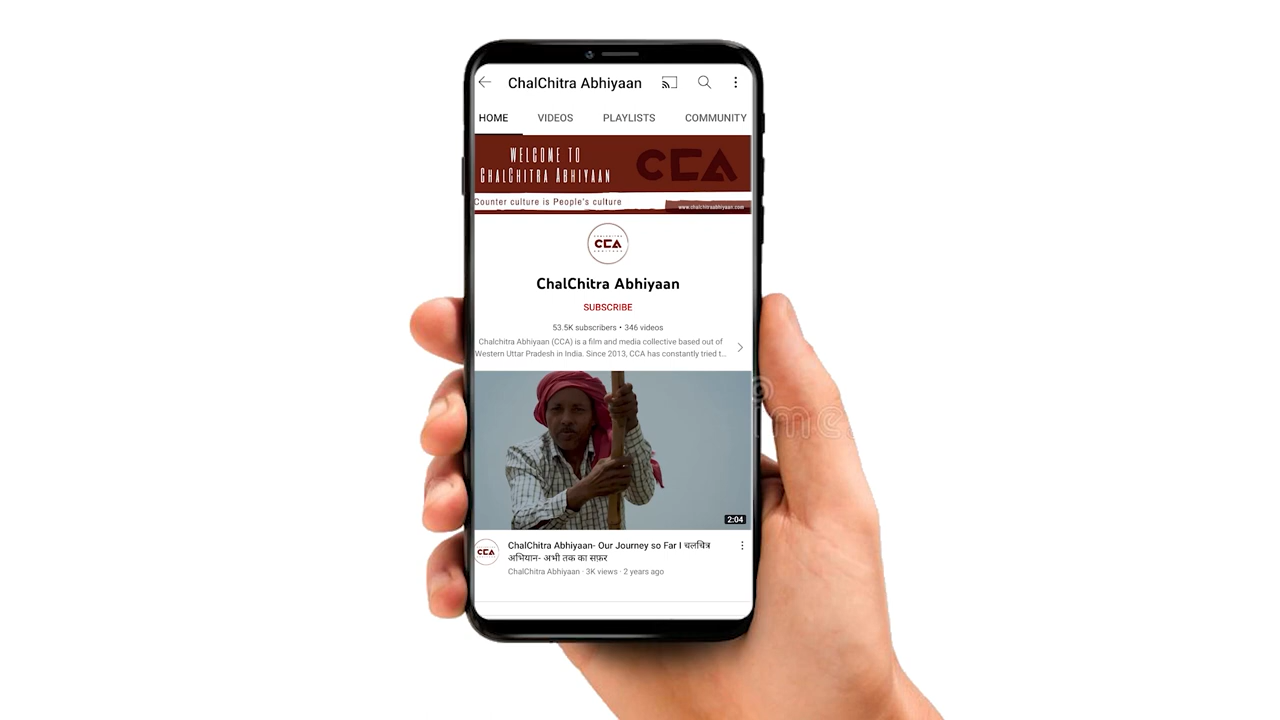 ChalChitra Abhiyaan
HOME VIDEOS PLAYLISTS COMMUNITY
WELCOME TO
CHALCHITRA ABHIYAAN
CCA
Counter culture is People's culture
www.chalchitraabhiyaan.com
CHALCHITRA
CCA
ABHIYAAN
ChalChitra Abhiyaan
SUBSCRIBE
53.5K subscribers • 346 videos
Chalchitra Abhiyaan (CCA) is a film and media collective based out of
Western Uttar Pradesh in India. Since 2013, CCA has constantly tried t...
2:04
CCA
ChalChitra Abhiyaan- Our Journey so Far I चलचित्र
अभियान- अभी तक का सफ़र
ChalChitra Abhiyaan · 3K views · 2 years ago